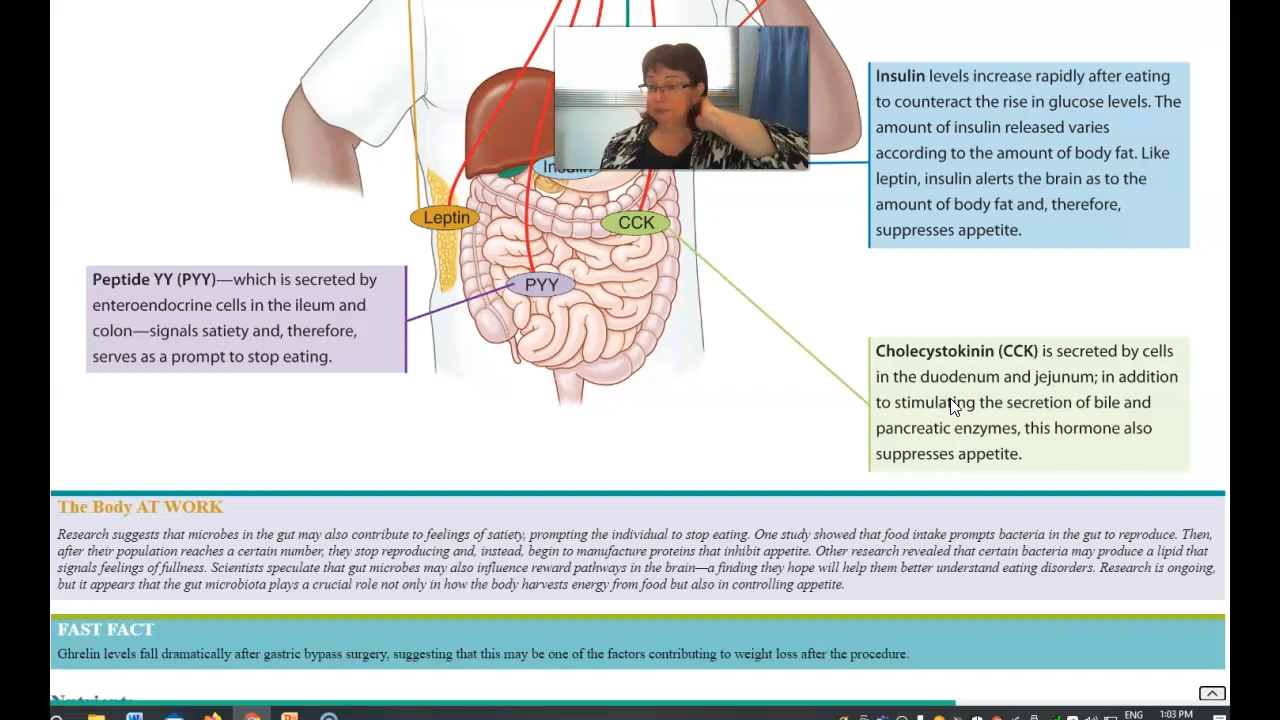 Insulin levels increase rapidly after eating
to counteract the rise in glucose levels. The
amount of insulin released varies
according to the amount of body fat. Like
leptin, insulin alerts the brain as to the
amount of body fat and, therefore,
suppresses appetite.
Insulin
Leptin
CCK
PYY
Peptide YY (PYY)—which is secreted by
enteroendocrine cells in the ileum and
colon—signals satiety and, therefore,
serves as a prompt to stop eating.
Cholecystokinin (CCK) is secreted by cells
in the duodenum and jejunum; in addition
to stimulating the secretion of bile and
pancreatic enzymes, this hormone also
suppresses appetite.
The Body AT WORK
Research suggests that microbes in the gut may also contribute to feelings of satiety, prompting the individual to stop eating. One study showed that food intake prompts bacteria in the gut to reproduce. Then,
after their population reaches a certain number, they stop reproducing and, instead, begin to manufacture proteins that inhibit appetite. Other research revealed that certain bacteria may produce a lipid that
signals feelings of fullness. Scientists speculate that gut microbes may also influence reward pathways in the brain—a finding they hope will help them better understand eating disorders. Research is ongoing,
but it appears that the gut microbiota plays a crucial role not only in how the body harvests energy from food but also in controlling appetite.
FAST FACT
Ghrelin levels fall dramatically after gastric bypass surgery, suggesting that this may be one of the factors contributing to weight loss after the procedure.
Nutrients
ENG 1:03 PM